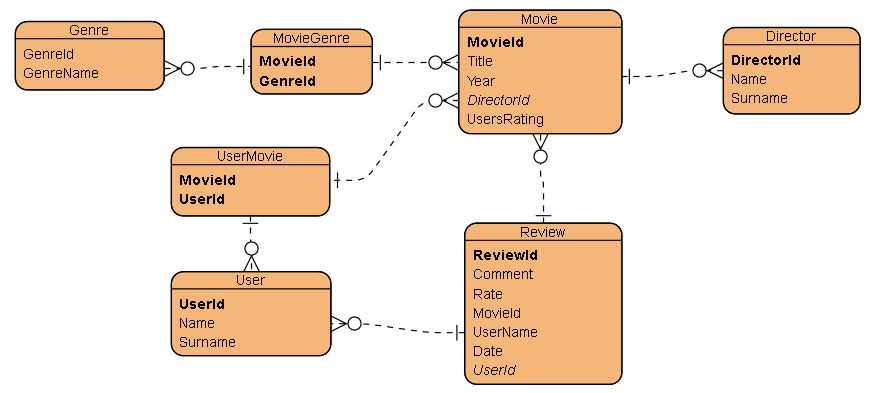 Genre
GenreId
GenreName
MovieGenre
MovieId
GenreId
Movie
MovieId
Title
Year
DirectorId
UsersRating
Director
DirectorId
Name
Surname
UserMovie
MovieId
UserId
User
UserId
Name
Surname
Review
ReviewId
Comment
Rate
MovieId
UserName
Date
UserId